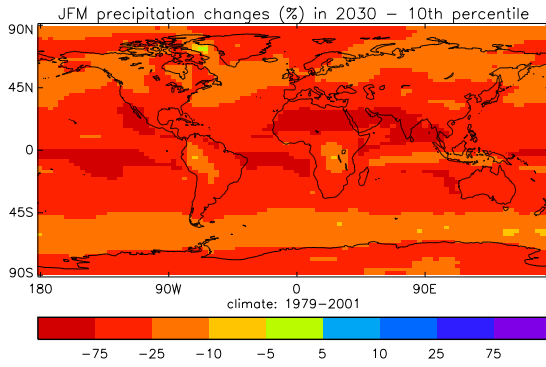 JFM precipitation changes (%) in 2030 − 10th percentile
90N
45N
0
45S
90S
180 90W 0 90E
climate: 1979−2001
−75 −25 −10 −5 5 10 25 75